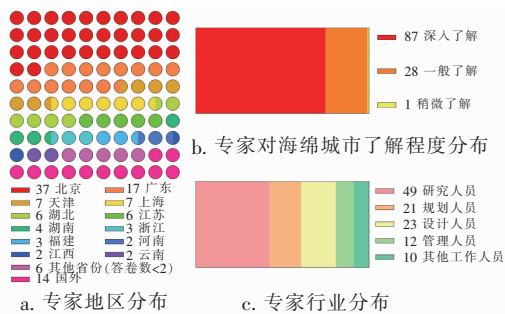 37 北京 17 广东
7 天津 7 上海
6 湖北 6 江苏
4 湖南 3 浙江
3 福建 2 河南
2 江西 2 云南
6 其他省份(答卷数<2)
14 国外
a. 专家地区分布
87 深入了解
28 一般了解
1 稍微了解
b. 专家对海绵城市了解程度分布
49 研究人员
21 规划人员
23 设计人员
12 管理人员
10 其他工作人员
c. 专家行业分布